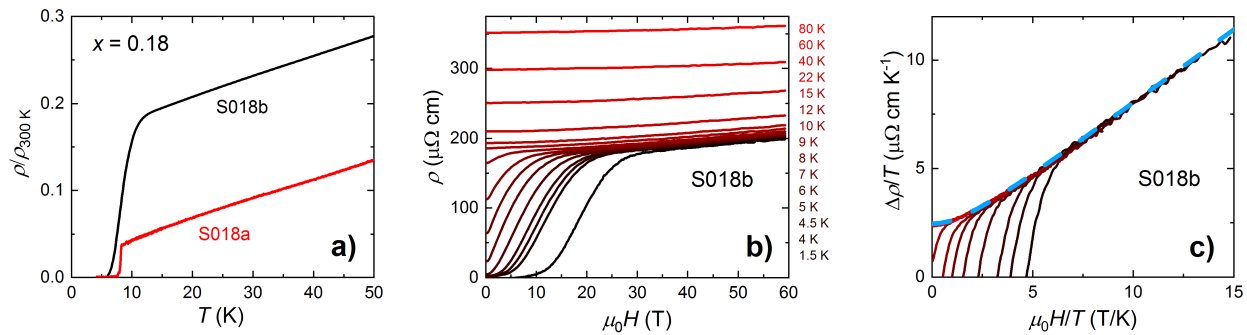 x = 0.18
S018b
S018a
a)
0.3
0.2
0.1
0.0
ρ/ρ300 K
0 10 20 30 40 50
T (K)
300
200
100
0
ρ (μΩ cm)
0 10 20 30 40 50 60
μ0H (T)
80 K
60 K
40 K
22 K
15 K
12 K
10 K
9 K
8 K
7 K
6 K
5 K
4.5 K
4 K
1.5 K
S018b
b)
10
5
0
Δρ/T (μΩ cm K-1)
0 5 10 15
μ0H/T (T/K)
S018b
c)